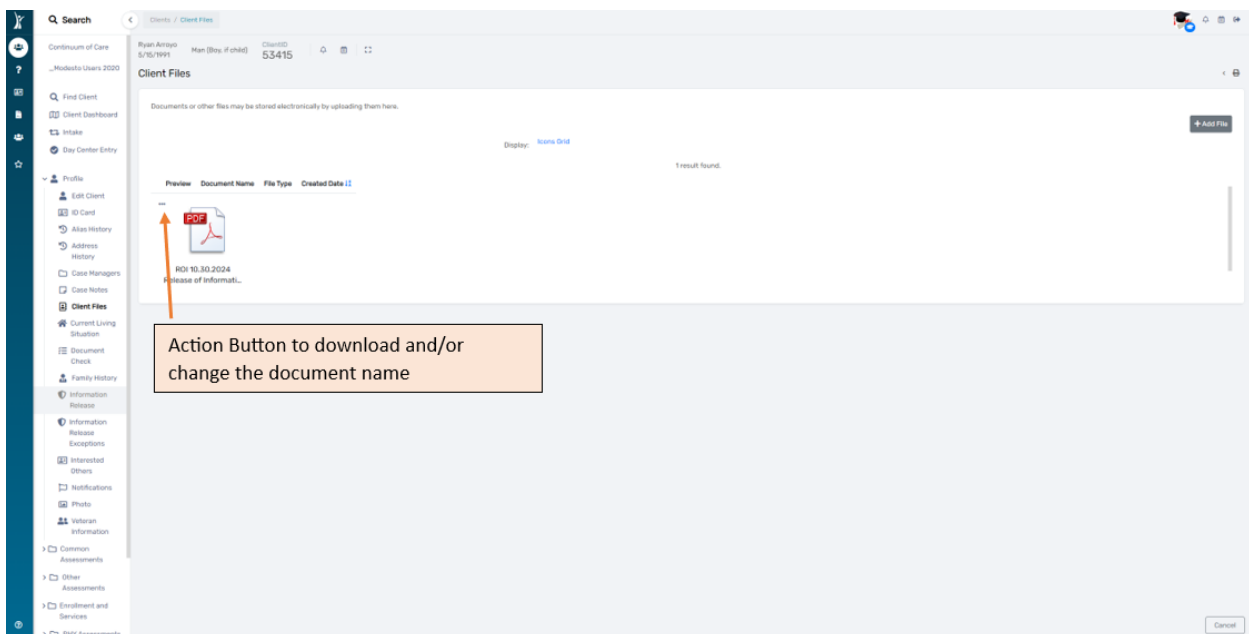 Search
Clients / Client Files
Continuum of Care
_Modesto Users 2020
Find Client
Client Dashboard
Intake
Day Center Entry
Profile
Edit Client
ID Card
Alias History
Address
History
Case Managers
Case Notes
Client Files
Current Living
Situation
Document
Check
Family History
Information
Release
Information
Release
Exceptions
Interested
Others
Notifications
Photo
Veteran
Information
Common
Assessments
Other
Assessments
Enrollment and
Services
Ryan Arroyo
5/15/1991
Man (Boy, if child)
ClientID
53415
Client Files
Documents or other files may be stored electronically by uploading them here.
+ Add File
Display: Icons Grid
1 result found.
Preview Document Name File Type Created Date
...
PDF
ROI 10.30.2024
Release of Informati...
Action Button to download and/or
change the document name
Cancel